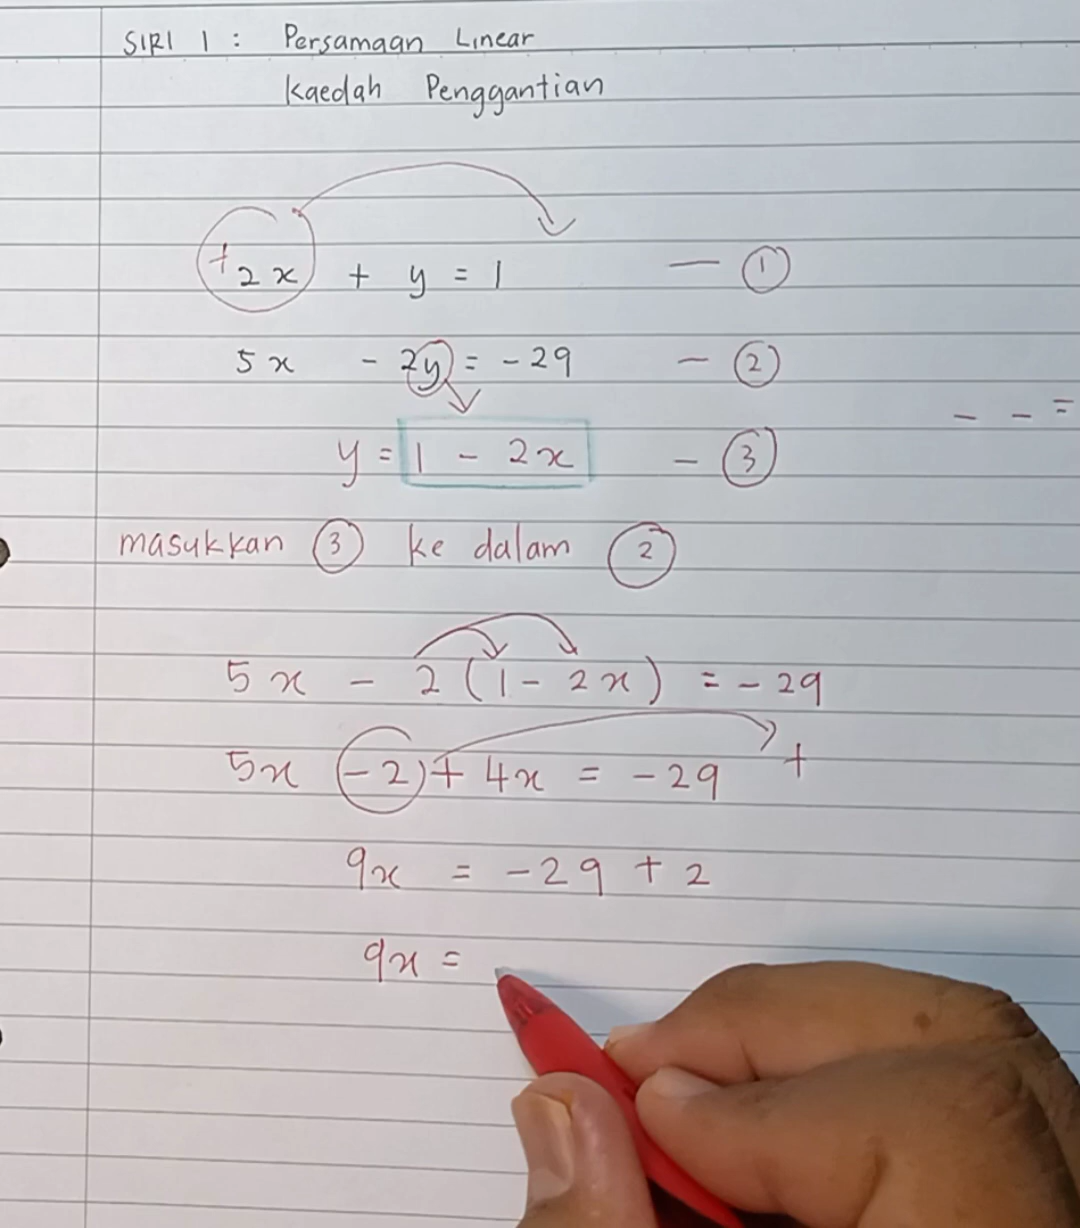 SIRI 1 : Persamaan Linear
Kaedah Penggantian
+2x + y = 1 — ①
5x - 2y = -29 — ②
- - =
y = 1 - 2x - ③
masukkan ③ ke dalam ②
5x - 2(1 - 2x) = -29
5x -2 + 4x = -29 +
9x = -29 + 2
9x =